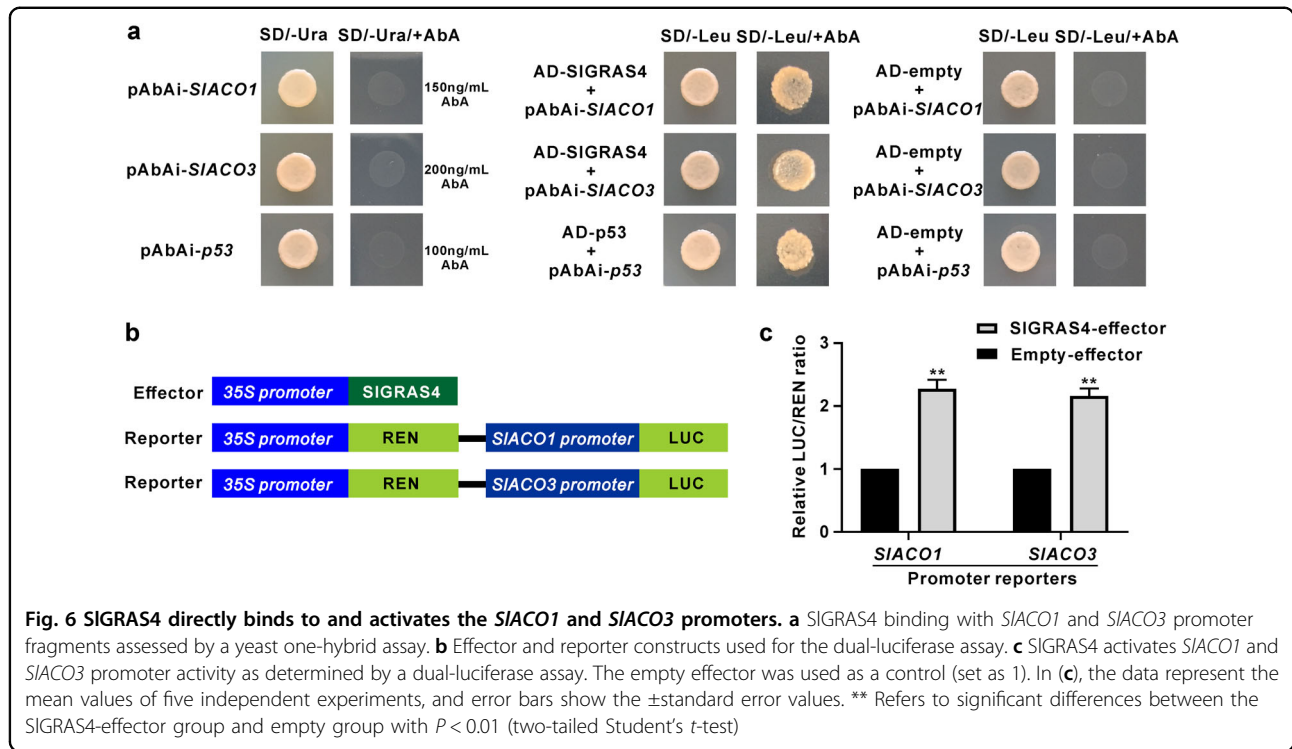 a
SD/-Ura SD/-Ura/+AbA
SD/-Leu SD/-Leu/+AbA
SD/-Leu SD/-Leu/+AbA
pAbAi-SlACO1
150ng/mL
AbA
AD-SlGRAS4
+
pAbAi-SlACO1
AD-empty
+
pAbAi-SlACO1
pAbAi-SlACO3
200ng/mL
AbA
AD-SlGRAS4
+
pAbAi-SlACO3
AD-empty
+
pAbAi-SlACO3
pAbAi-p53
100ng/mL
AbA
AD-p53
+
pAbAi-p53
AD-empty
+
pAbAi-p53
b
Effector 35S promoter SlGRAS4
Reporter 35S promoter REN SlACO1 promoter LUC
Reporter 35S promoter REN SlACO3 promoter LUC
c
SlGRAS4-effector
Empty-effector
Relative LUC/REN ratio
3
2
1
0
**
**
SlACO1 SlACO3
Promoter reporters
Fig. 6 SlGRAS4 directly binds to and activates the SlACO1 and SlACO3 promoters. a SlGRAS4 binding with SlACO1 and SlACO3 promoter
fragments assessed by a yeast one-hybrid assay. b Effector and reporter constructs used for the dual-luciferase assay. c SlGRAS4 activates SlACO1 and
SlACO3 promoter activity as determined by a dual-luciferase assay. The empty effector was used as a control (set as 1). In (c), the data represent the
mean values of five independent experiments, and error bars show the ±standard error values. ** Refers to significant differences between the
SlGRAS4-effector group and empty group with P < 0.01 (two-tailed Student's t-test)